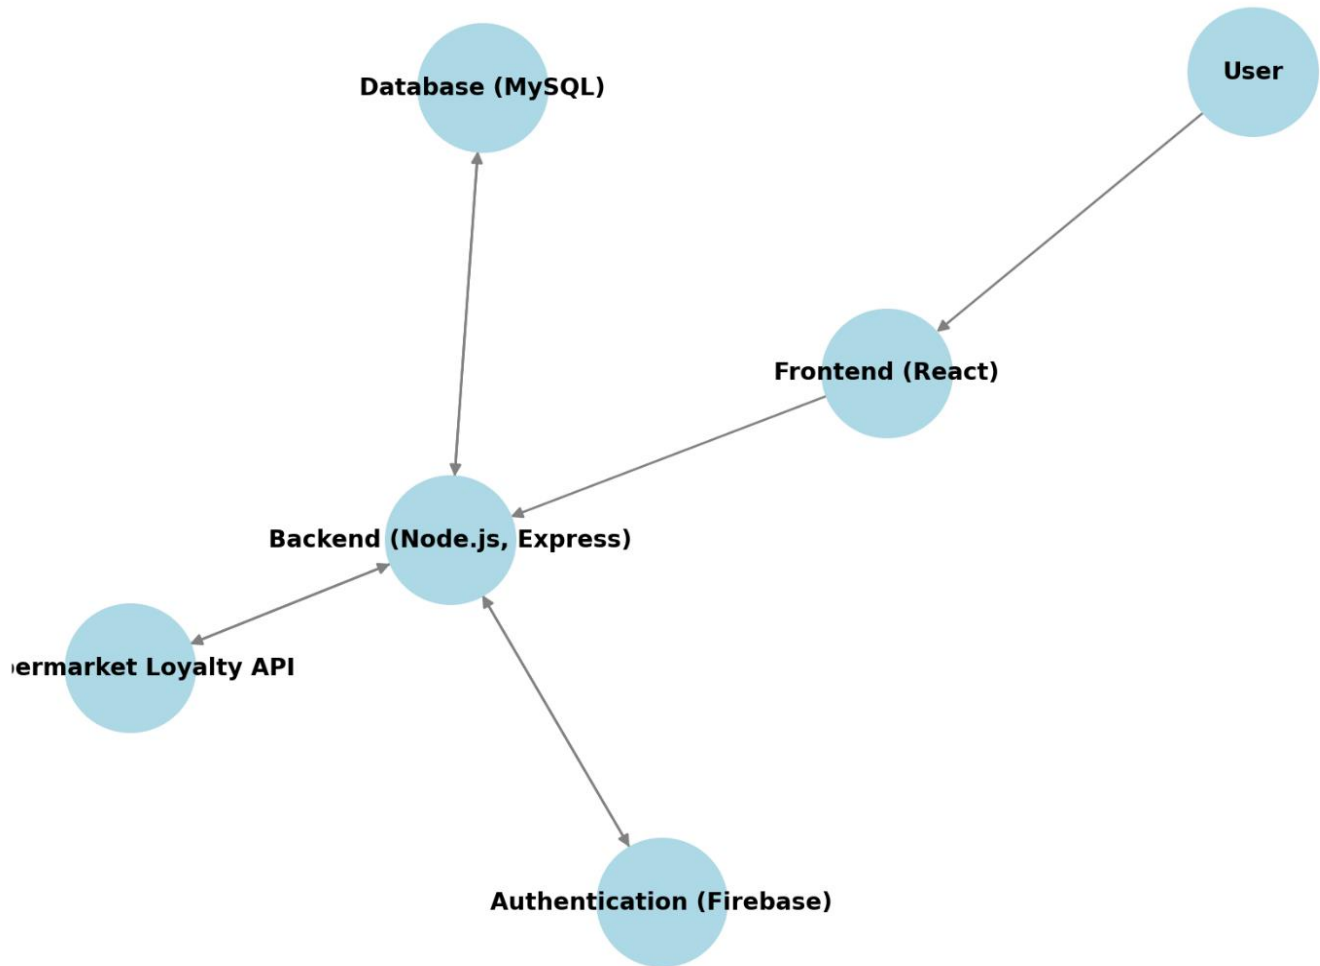 User
Database (MySQL)
Frontend (React)
Backend (Node.js, Express)
ermarket Loyalty API
Authentication (Firebase)